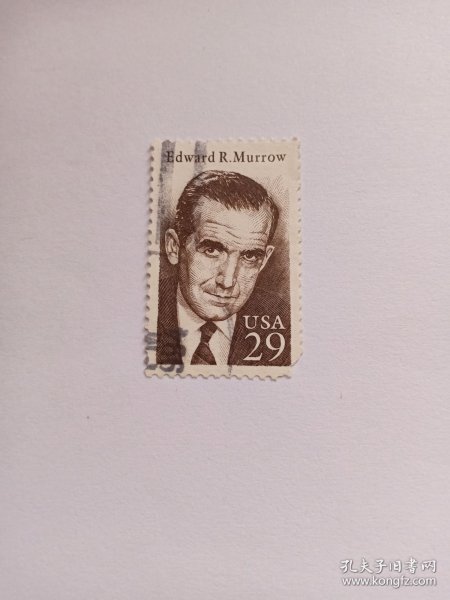 Edward R. Murrow
USA
29
孔夫子旧书网
www.kongfz.com